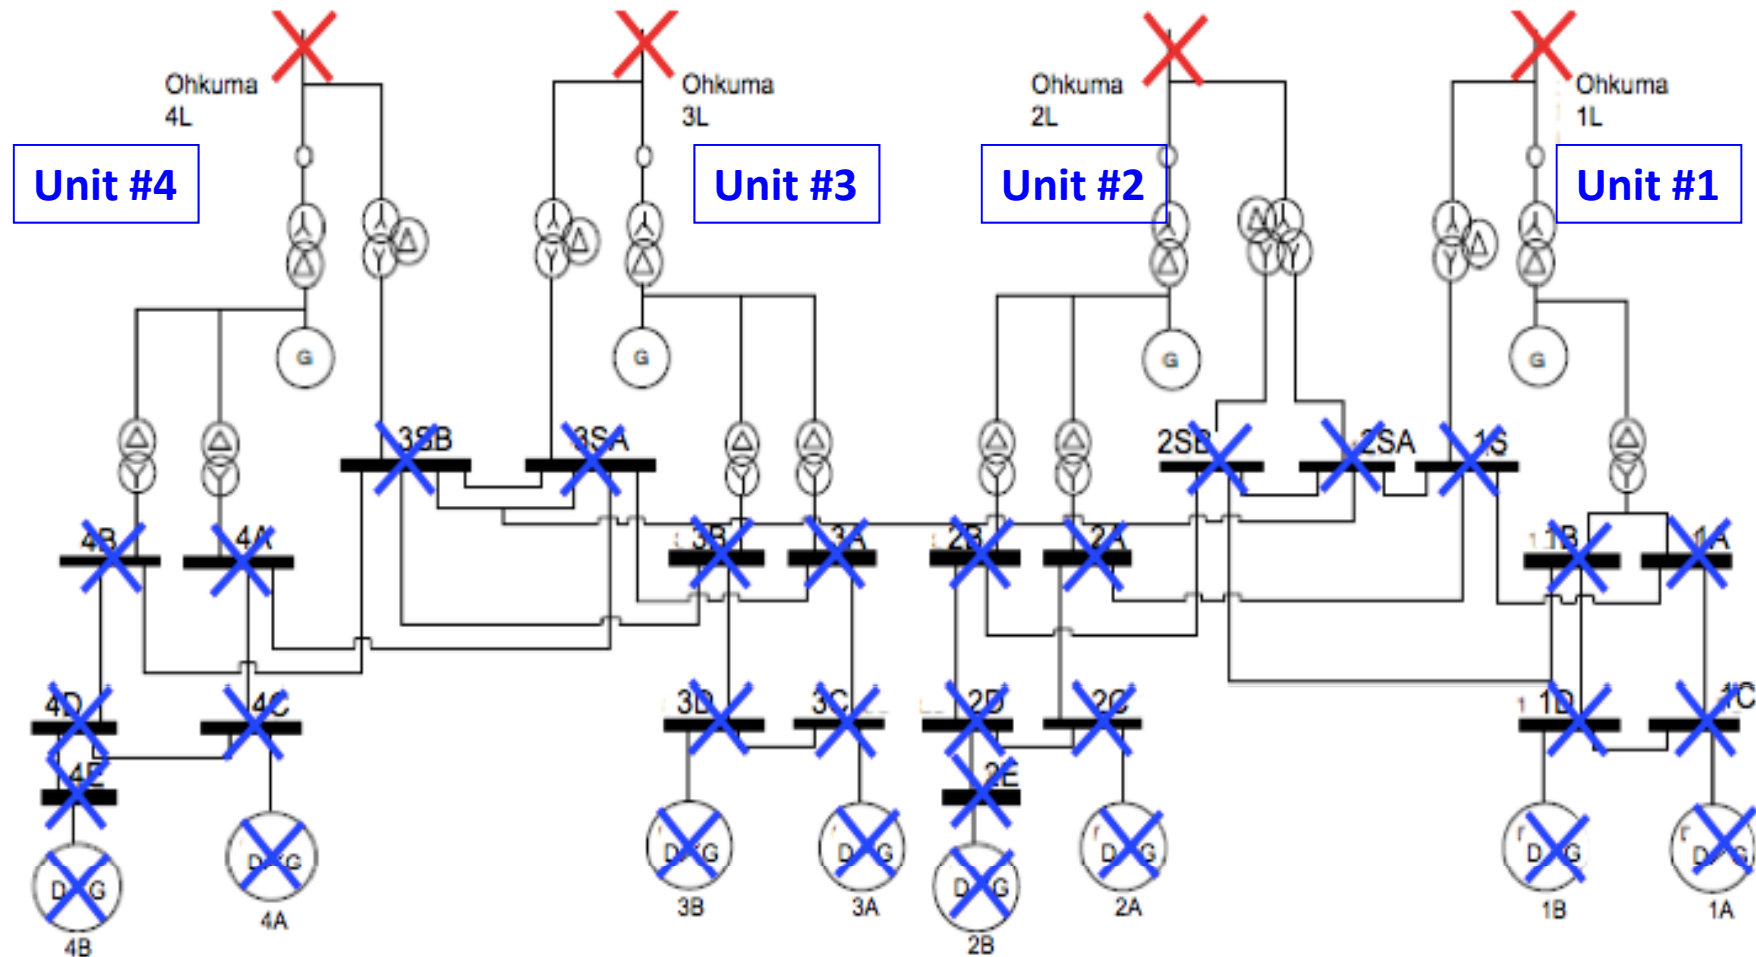 Ohkuma
4L
Ohkuma
3L
Ohkuma
2L
Ohkuma
1L
Unit #4
Unit #3
Unit #2
Unit #1
G
G
G
G
3SB
3SA
2SB
2SA
1S
4B
4A
3B
3A
2B
2A
1B
1A
4D
4C
3D
3C
2D
2C
1D
1C
4E
2E
D G
D G
D G
D G
D G
D G
D G
D G
4B
4A
3B
3A
2B
2A
1B
1A